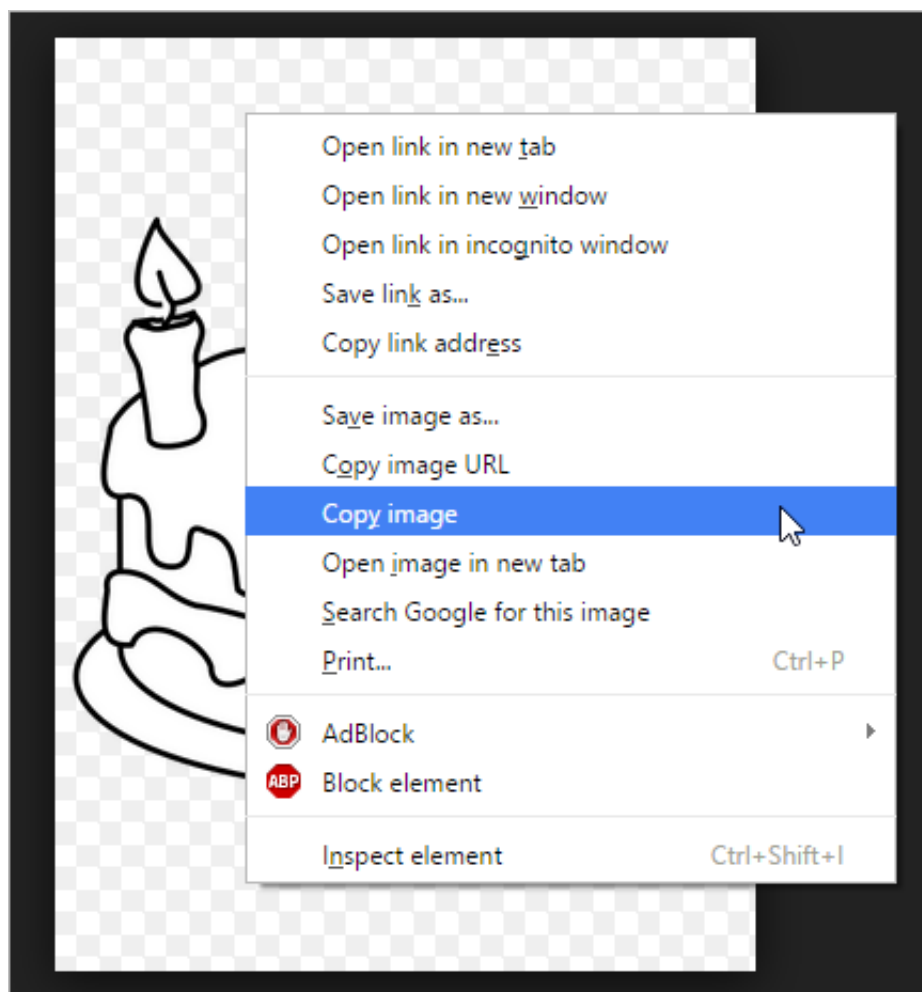 Open link in new tab
Open link in new window
Open link in incognito window
Save link as...
Copy link address
Save image as...
Copy image URL
Copy image
Open image in new tab
Search Google for this image
Print... Ctrl+P
AdBlock
ABP Block element
Inspect element Ctrl+Shift+I